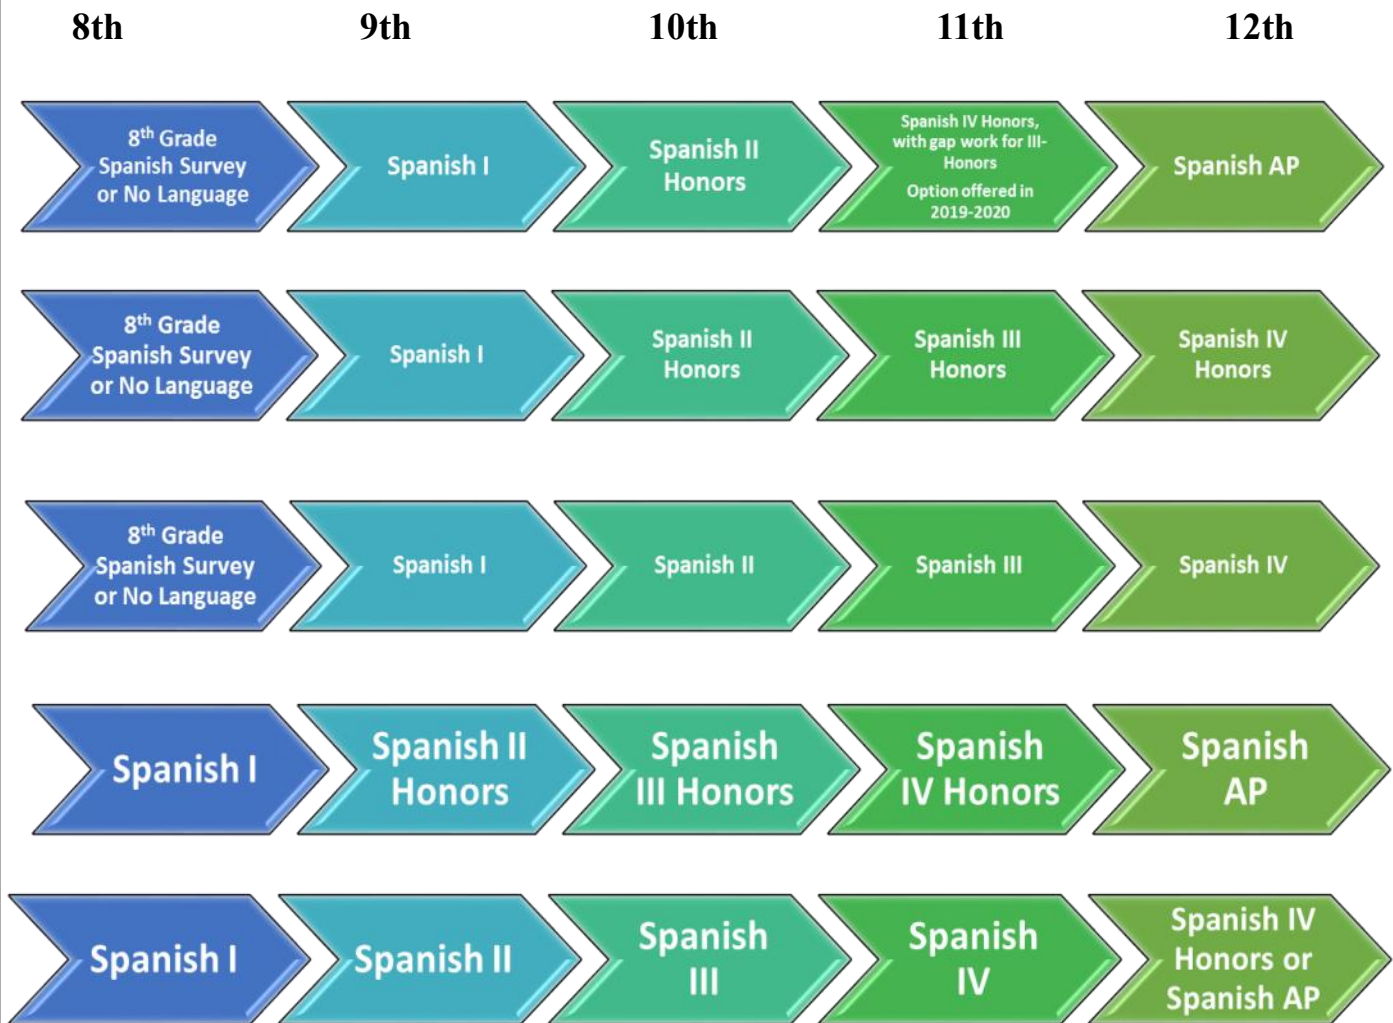 8th 9th 10th 11th 12th
8th Grade
Spanish Survey
or No Language
Spanish I
Spanish II
Honors
Spanish IV Honors,
with gap work for III-
Honors
Option offered in
2019-2020
Spanish AP
8th Grade
Spanish Survey
or No Language
Spanish I
Spanish II
Honors
Spanish III
Honors
Spanish IV
Honors
8th Grade
Spanish Survey
or No Language
Spanish I
Spanish II
Spanish III
Spanish IV
Spanish I
Spanish II
Honors
Spanish
III Honors
Spanish
IV Honors
Spanish
AP
Spanish I
Spanish II
Spanish
III
Spanish
IV
Spanish IV
Honors or
Spanish AP